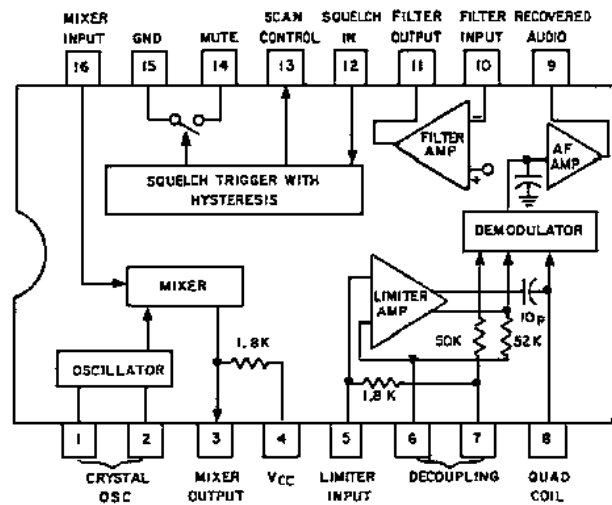 MIXER INPUT
GND
MUTE
SCAN CONTROL
SQUELCH IN
FILTER OUTPUT
FILTER INPUT
RECOVERED AUDIO
16
15
14
13
12
11
10
9
FILTER AMP
-
+
AF AMP
SQUELCH TRIGGER WITH
HYSTERESIS
DEMODULATOR
MIXER
LIMITER AMP
10p
50K
52K
1.8K
OSCILLATOR
1.8K
1
2
3
4
5
6
7
8
CRYSTAL OSC
MIXER OUTPUT
VCC
LIMITER INPUT
DECOUPLING
QUAD COIL